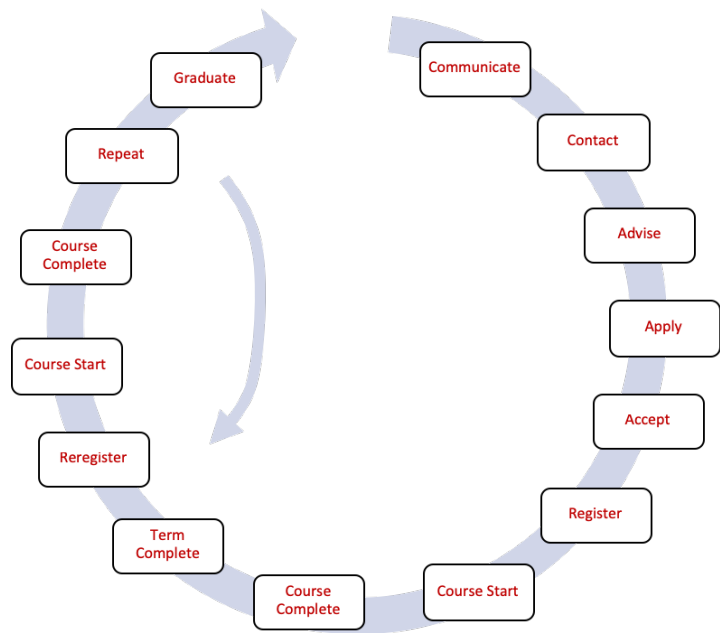 Communicate
Contact
Advise
Apply
Accept
Register
Course Start
Course
Complete
Term
Complete
Reregister
Course Start
Course
Complete
Repeat
Graduate